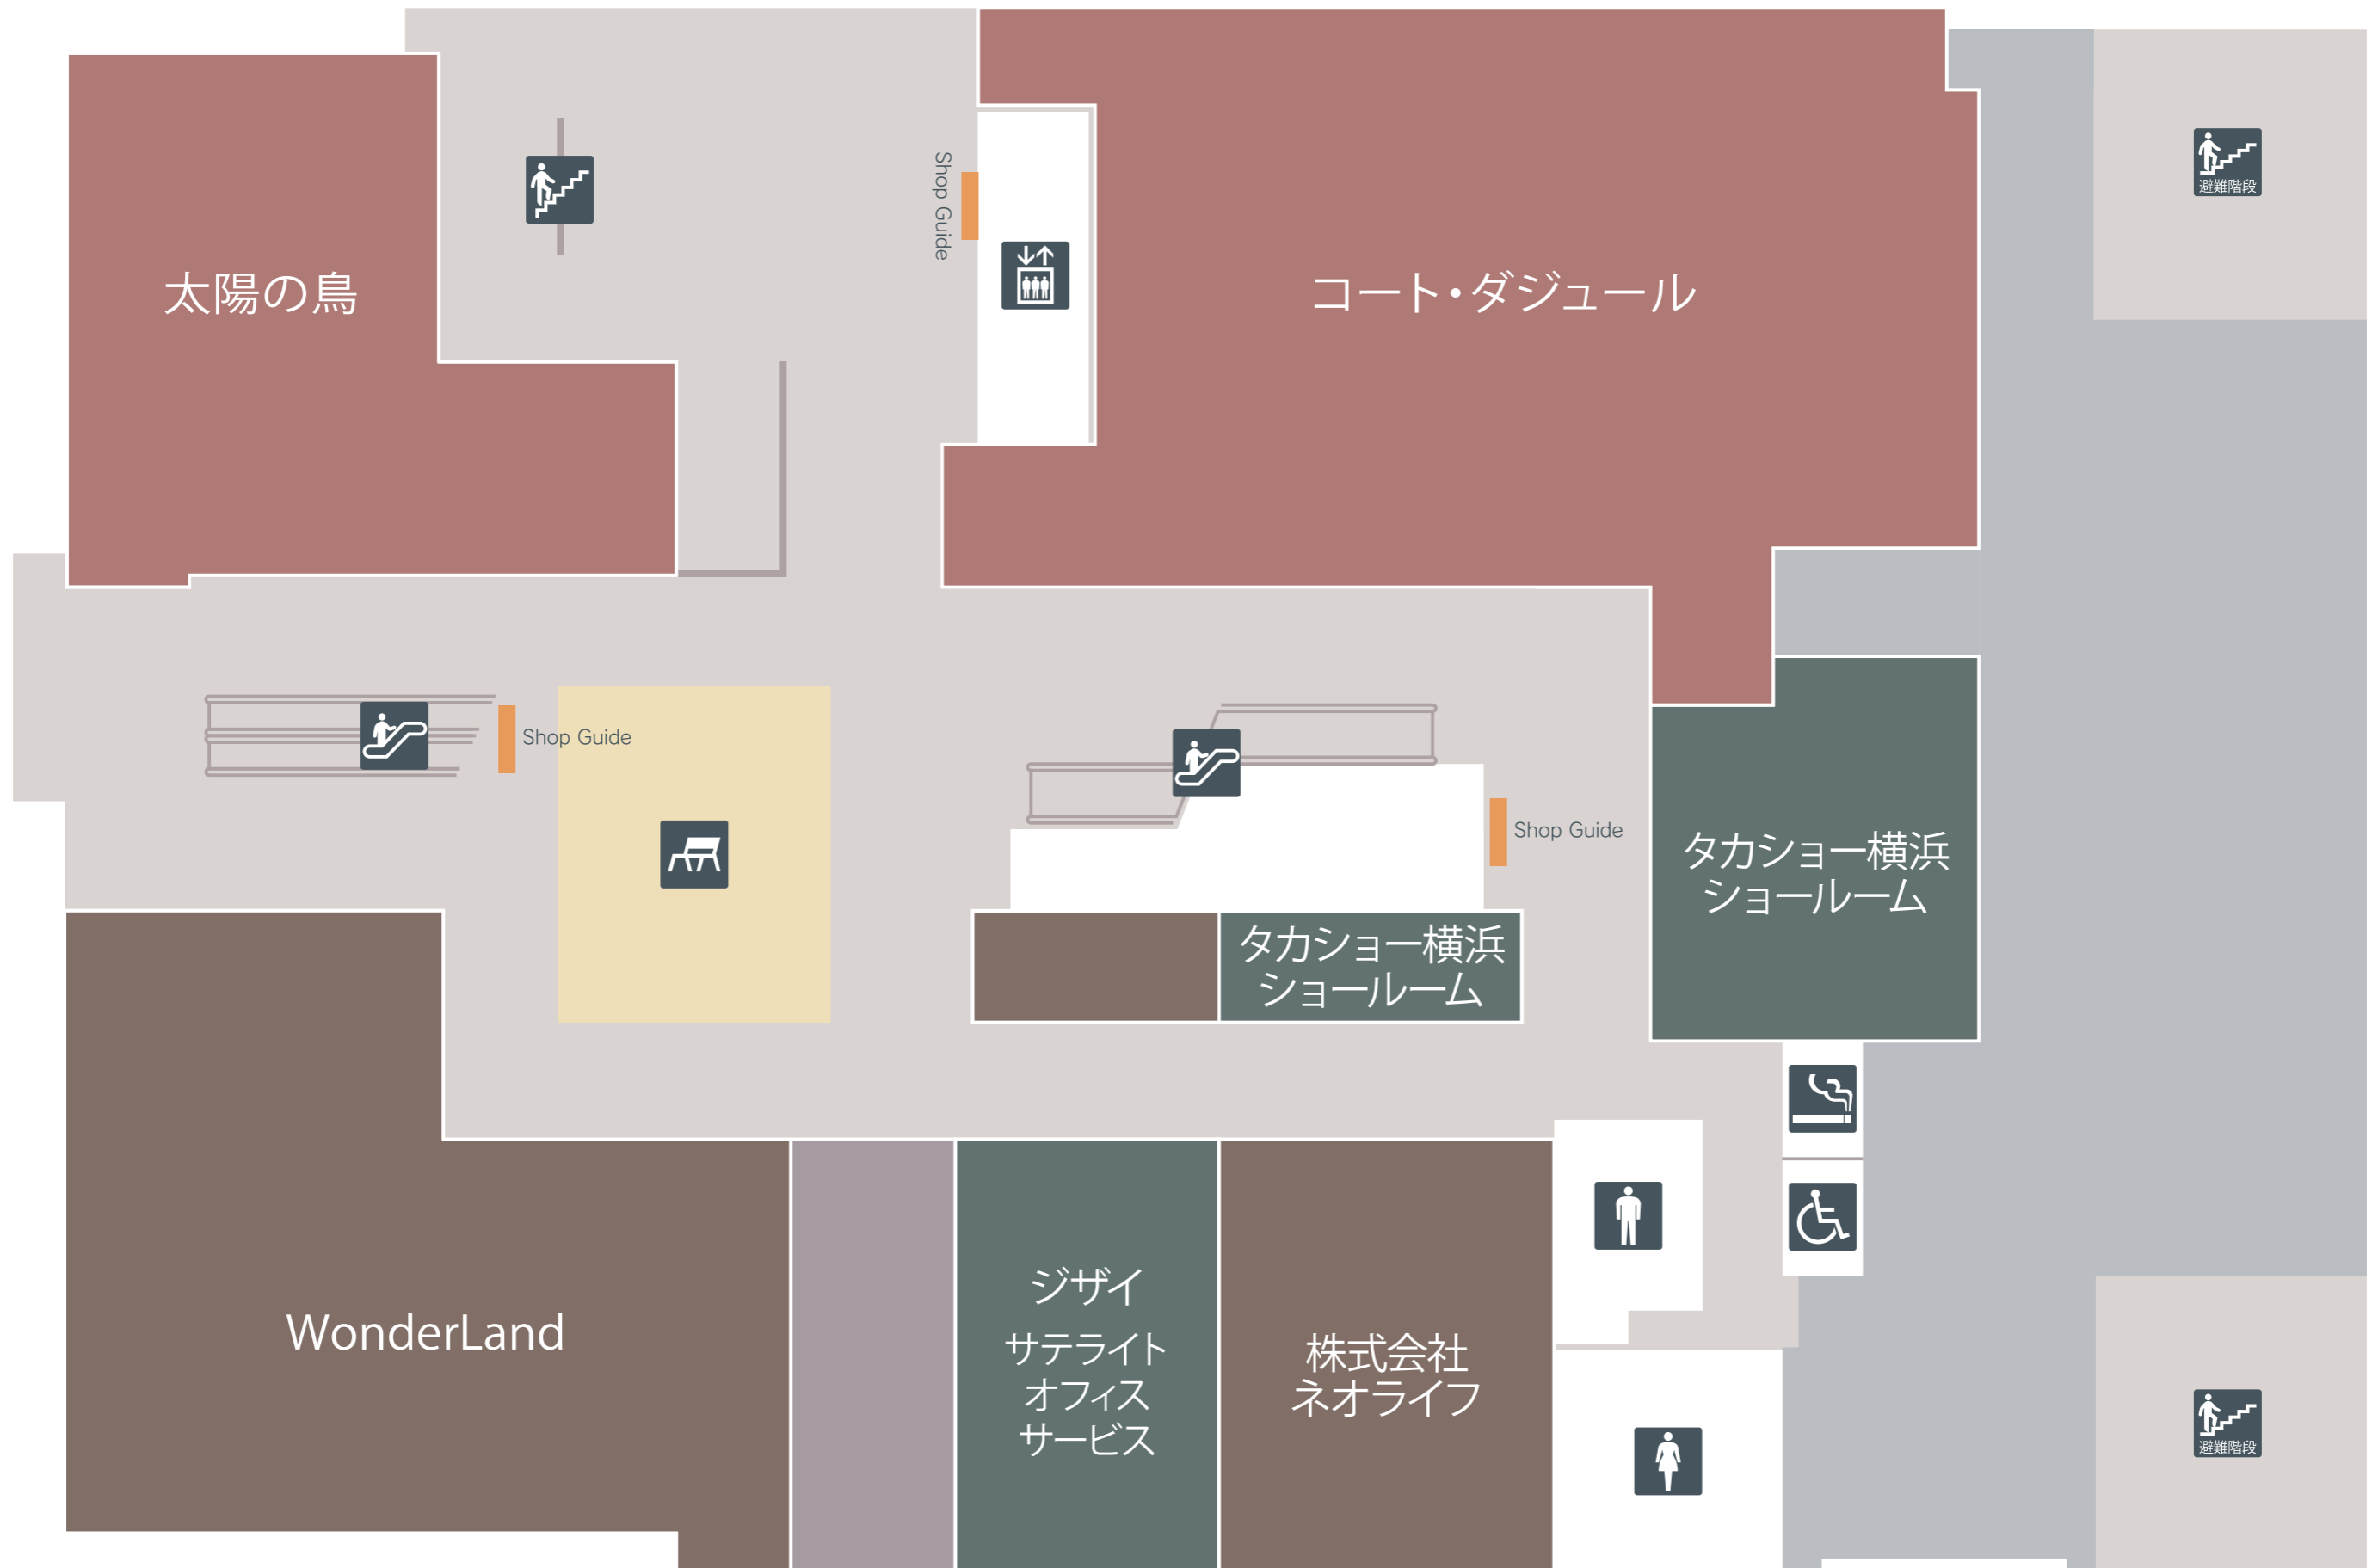 避難階段
Shop Guide
太陽の鳥
コート・ダジュール
Shop Guide
Shop Guide
タカショー横浜
ショールーム
タカショー横浜
ショールーム
WonderLand
ジザイ
サテライト
オフィス
サービス
株式会社
ネオライフ
避難階段